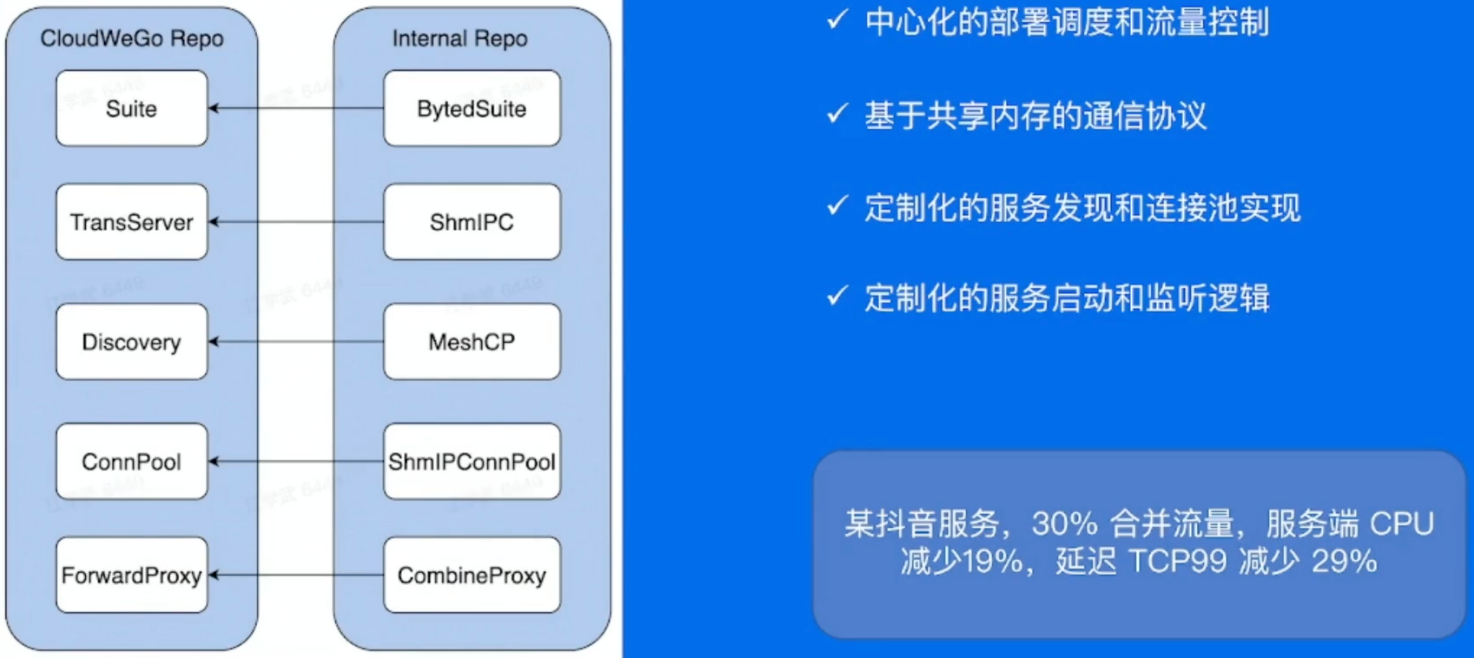 CloudWeGo Repo
Internal Repo
Suite
BytedSuite
TransServer
ShmIPC
Discovery
MeshCP
ConnPool
ShmIPConnPool
ForwardProxy
CombineProxy
✓ 中心化的部署调度和流量控制
✓ 基于共享内存的通信协议
✓ 定制化的服务发现和连接池实现
✓ 定制化的服务启动和监听逻辑
某抖音服务，30% 合并流量，服务端 CPU
减少19%，延迟 TCP99 减少 29%